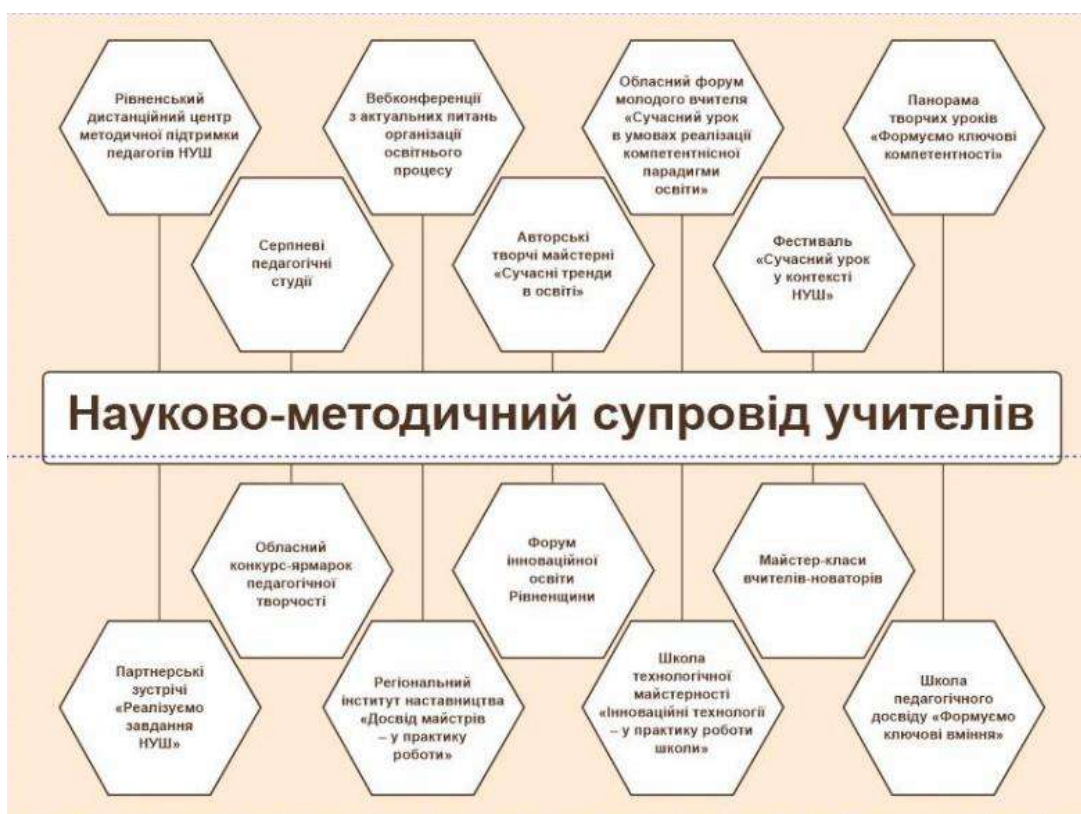 Рівненський
дистанційний центр
методичної підтримки
педагогів НУШ
Вебконференції
з актуальних питань
організації
освітнього
процесу
Обласний форум
молодого вчителя
«Сучасний урок
в умовах реалізації
компетентнісної
парадигми
освіти»
Панорама
творчих уроків
«Формуємо ключові
компетентності»
Серпневі
педагогічні
студії
Авторські
творчі майстерні
«Сучасні тренди
в освіті»
Фестиваль
«Сучасний урок
у контексті
НУШ»
Науково-методичний супровід учителів
Обласний
конкурс-ярмарок
педагогічної
творчості
Форум
інноваційної
освіти
Рівненщини
Майстер-класи
вчителів-новаторів
Партнерські
зустрічі
«Реалізуємо
завдання
НУШ»
Регіональний
інститут наставництва
«Досвід майстрів
– у практику
роботи»
Школа
технологічної
майстерності
«Інноваційні технології
– у практику роботи
школи»
Школа
педагогічного
досвіду «Формуємо
ключові вміння»